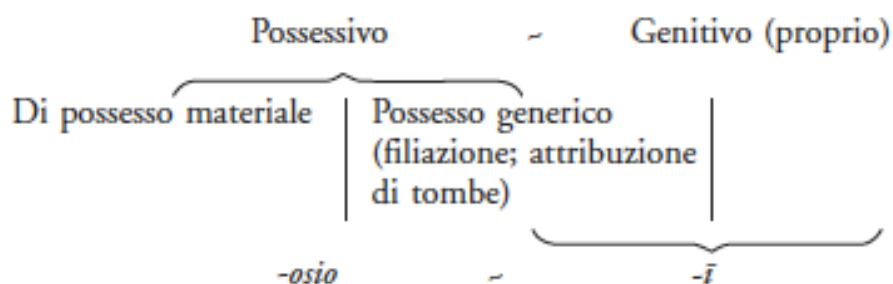 Possessivo ~ Genitivo (proprio)
Di possesso materiale Possesso generico
(filiazione; attribuzione
di tombe)
-osio ~ -ī